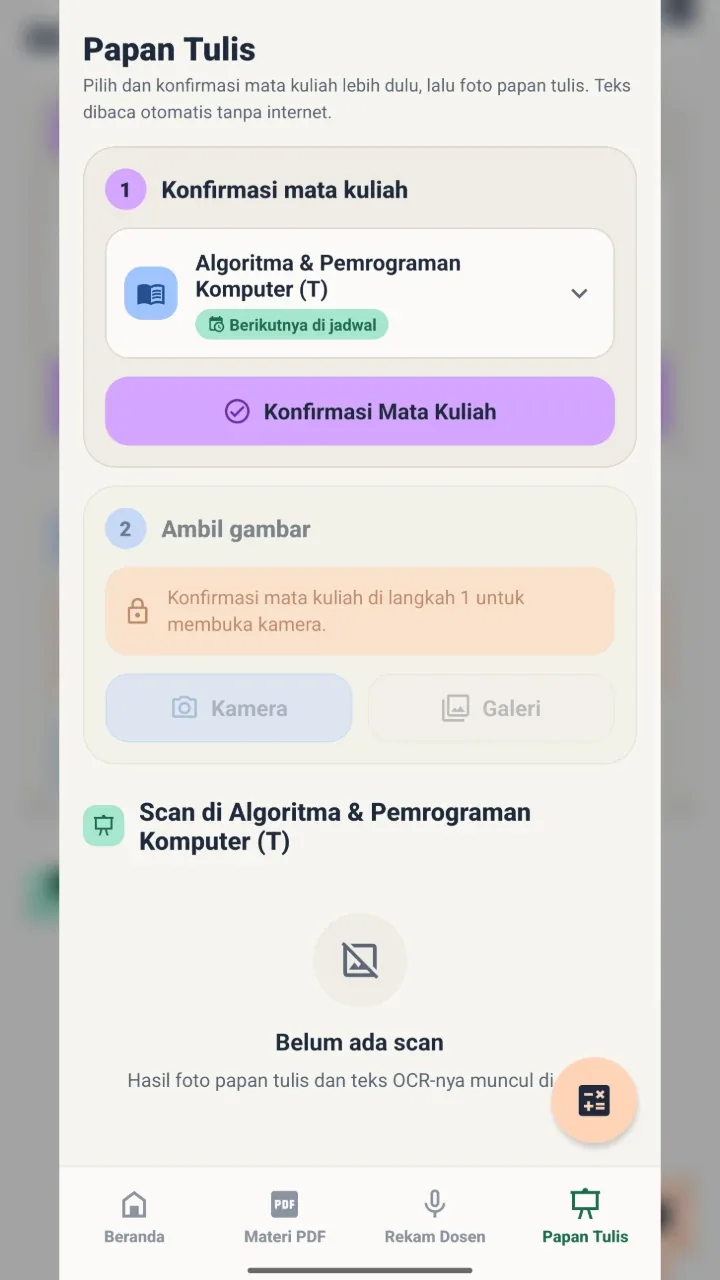 Papan Tulis
Pilih dan konfirmasi mata kuliah lebih dulu, lalu foto papan tulis. Teks
dibaca otomatis tanpa internet.
1 Konfirmasi mata kuliah
Algoritma & Pemrograman
Komputer (T)
Berikutnya di jadwal
Konfirmasi Mata Kuliah
2 Ambil gambar
Konfirmasi mata kuliah di langkah 1 untuk
membuka kamera.
Kamera Galeri
Scan di Algoritma & Pemrograman
Komputer (T)
Belum ada scan
Hasil foto papan tulis dan teks OCR-nya muncul di
PDF
Beranda Materi PDF Rekam Dosen Papan Tulis